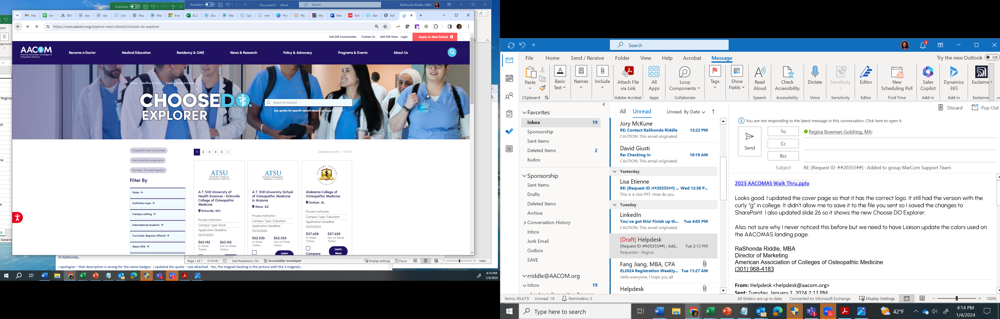 AutoSave Off
AutoSave Off Document1 - Word Search RaShonda Riddle, MBA
Inbo Ice Billi doc doc Sch Req Mee Ever EL2 Goo Mar Quic met Hon My Mys Mee Vote Staf AAC
https://www.aacom.org/explore-med-schools/choose-do-explorer
AACOM Communities Contact Us AACOM Store Login Apply to Med School
AACOM
American Association of Colleges of
Osteopathic Medicine
Become a Doctor Medical Education Residency & GME News & Research Policy & Advocacy Programs & Events About Us
Home / Become a Doctor / Explore Medical Schools
CHOOSE D.O.
EXPLORER
Search by keyword
Use quotes for specific search results, i.e. "Dual Degrees"
Osteopathic Med Schools Map
Med School Recruiting Events
Post-Bacc. Pre-Med Programs
Filter By
State →
Institution type →
Campus setting →
International students →
Curricular degrees offered →
Mean GPA →
1 2 3 4 5 »
Displaying results 1 - 12 of 66
ATSU
Kirksville College of
Osteopathic Medicine
A.T. Still University of
Health Sciences - Kirksville
College of Osteopathic
Medicine
Kirksville, MO
Private Institution
Campus Type: Rural
Application Deadline:
02/01/2024
$63,142 $63,142
In-State Out-of-State
Tuition Tuition
ATSU
School of Osteopathic
Medicine in Arizona
A.T. Still University-School
of Osteopathic Medicine
in Arizona
Mesa, AZ
Private Institution
Campus Type: Suburban
Application Deadline:
03/01/2024
$62,526 $62,526
In-State Out-of-State
Tuition Tuition
Learn
ALABAMA COLLEGE
Alabama College of
Osteopathic Medicine
Dothan, AL
Private Institution
Campus Type: Suburban
Application Deadline:
03/01/2024
$57,658 $57,658
In-State Out-of-State
Tuition Tuition
Compare
Learn
More
Regina
Good to
Page 1 of 1 0 words Text Predictions: On Accessibility: Investigate Display Settings Focus 100%
Hi RaShonda,
I apologize – that description is wrong for the name badges. I updated the quote – see attached. Yes, the magnet backing is the picture with the 3 magnets.
4:14 PM
1/4/2024
Search
File Home Send / Receive Folder View Help Acrobat Message
Try the new Outlook Off
Paste
Clipboard
Basic
Text
Names
Include
Attach File
via Link
Adobe Acrobat
All
Apps
Apps
Loop
Components
Collaborate
Tags
Show
Fields
Read
Aloud
Speech
Check
Accessibility
Accessibility
Dictate
Voice
Sensitivity
Sensitivity
Editor
Editor
New
Scheduling Poll
Find Time
Sales
Copilot
Add-in
Dynamics
365
Add-in
Exclaime
Exclaime
Favorites
Inbox 19
Sponsorship
Sent Items
Deleted Items 2
Kudos
Sponsorship
Sent Items
Drafts
Deleted Items
Archive
Conversation History
Inbox
Junk Email
Outbox
SAVE
rriddle@AACOM.org
Inbox 19
Academic Recognition Program
All Unread Unread; By Date
Jory McKune
RE: Contact RaShonda Riddle 12:22 PM
CAUTION: This email originated
David Giusti
Re: Checking In 10:19 AM
CAUTION: This email originated
Yesterday
Lisa Etienne
RE: [Request ID :##20355##] ... Wed 12:38 P...
This is a nice PPT. How do you
Tuesday
LinkedIn
You've got this! Finish up th... Tue 4:05 PM
CAUTION: This email originated
[Draft] Helpdesk
[Request ID :##20355##] : Add... Tue 2:12 PM
Requester : Regina
Fang Jiang, MBA, CPA
EL2024 Registration Weekly... Tue 11:27 AM
Hello everyone, I hope you all
Helpdesk
Discard Pop Out
You are not responding to the latest message in this conversation. Click here to open it.
Send
To Regina Bowman-Goldring, MA;
Cc
Bcc
Subject RE: [Request ID :##20355##] : Added to group MarCom Support Team
2023 AACOMAS Walk Thru.pptx
Looks good. I updated the cover page so that it has the correct logo. It still had the version with the
curly "g" in college. It didn't allow me to save it to the file you sent so I saved the changes to
SharePoint. I also updated slide 26 so it shows the new Choose DO Explorer.
Also, not sure why I never noticed this before but we need to have Liaison update the colors used on
the AACOMAS landing page.
RaShonda Riddle, MBA
Director of Marketing
American Association of Colleges of Osteopathic Medicine
(301) 968-4183
From: Helpdesk <helpdesk@aacom.org>
Sent: Tuesday, January 2, 2024 2:12 PM
Items: 49,679 Unread: 19 Reminders: 3 All folders are up to date. Connected to: Microsoft Exchange Display Settings 100%
Type here to search
42°F
4:14 PM
1/4/2024